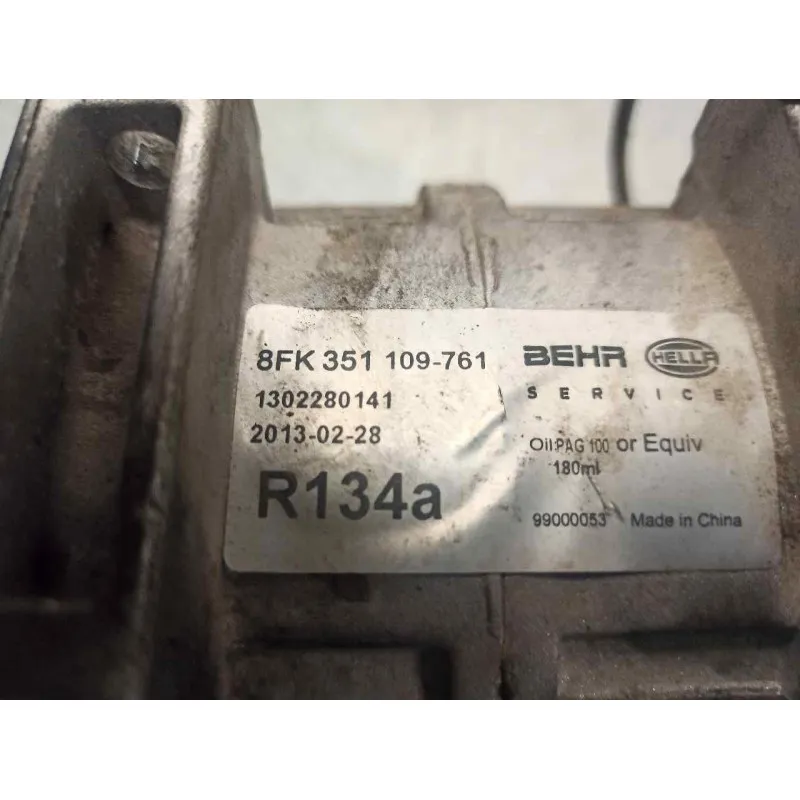 8FK 351 109-761
1302280141
2013-02-28
R134a
BEHR HELLA
SERVICE
Oil:PAG 100 or Equiv
180ml
99000053 Made in China